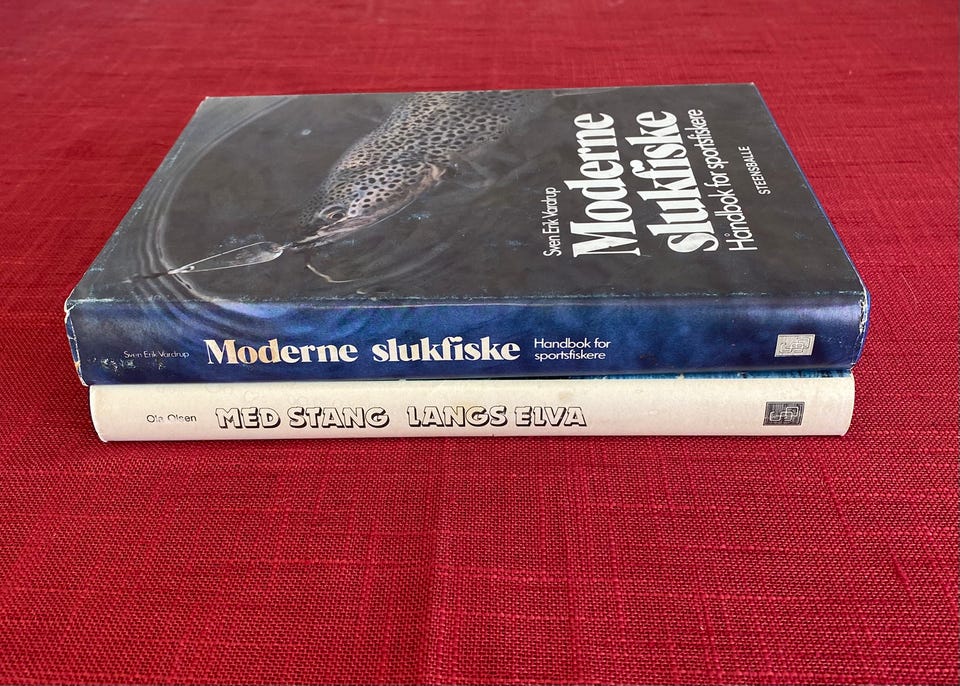 Sven Erik Vardrup
Moderne
slukfiske
Håndbok for sportsfiskere
STEENSBALLE
Sven Erik Vardrup
Moderne slukfiske
Handbok for
sportsfiskere
Ola Olsen
MED STANG LANGS ELVA